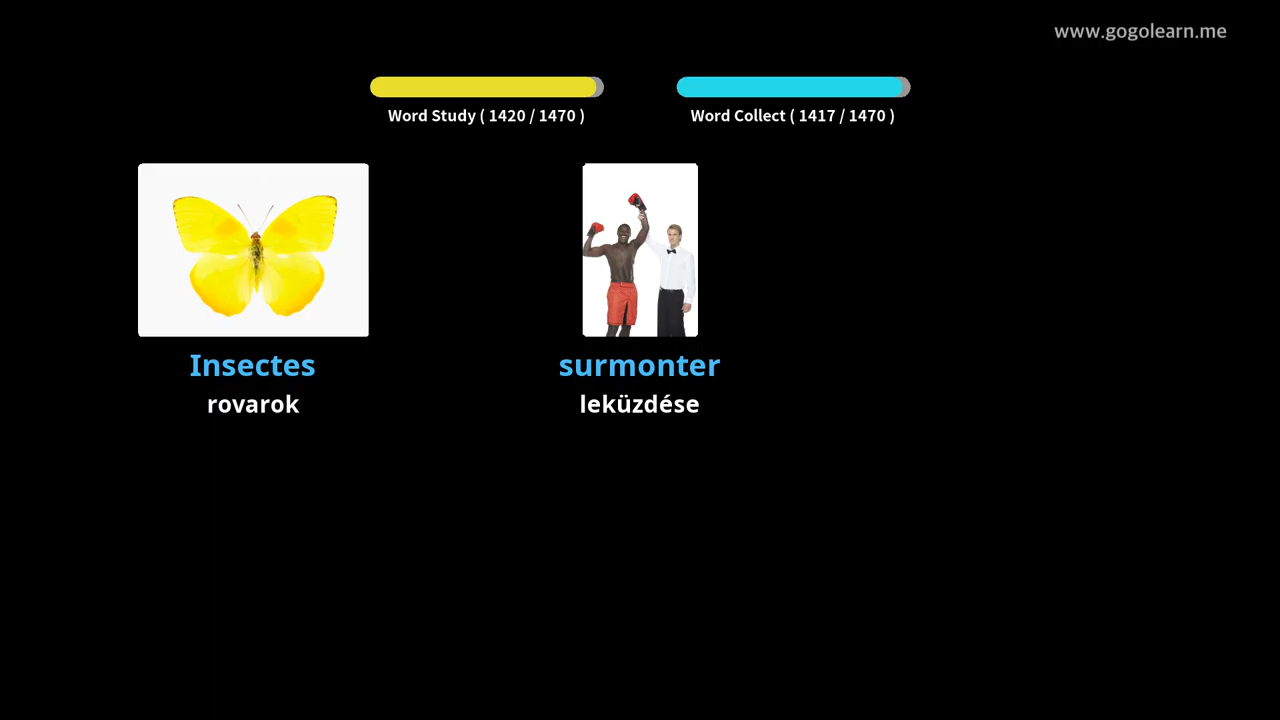 www.gogolearn.me
Word Study ( 1420 / 1470 )
Word Collect ( 1417 / 1470 )
Insectes
rovarok
surmonter
leküzdése